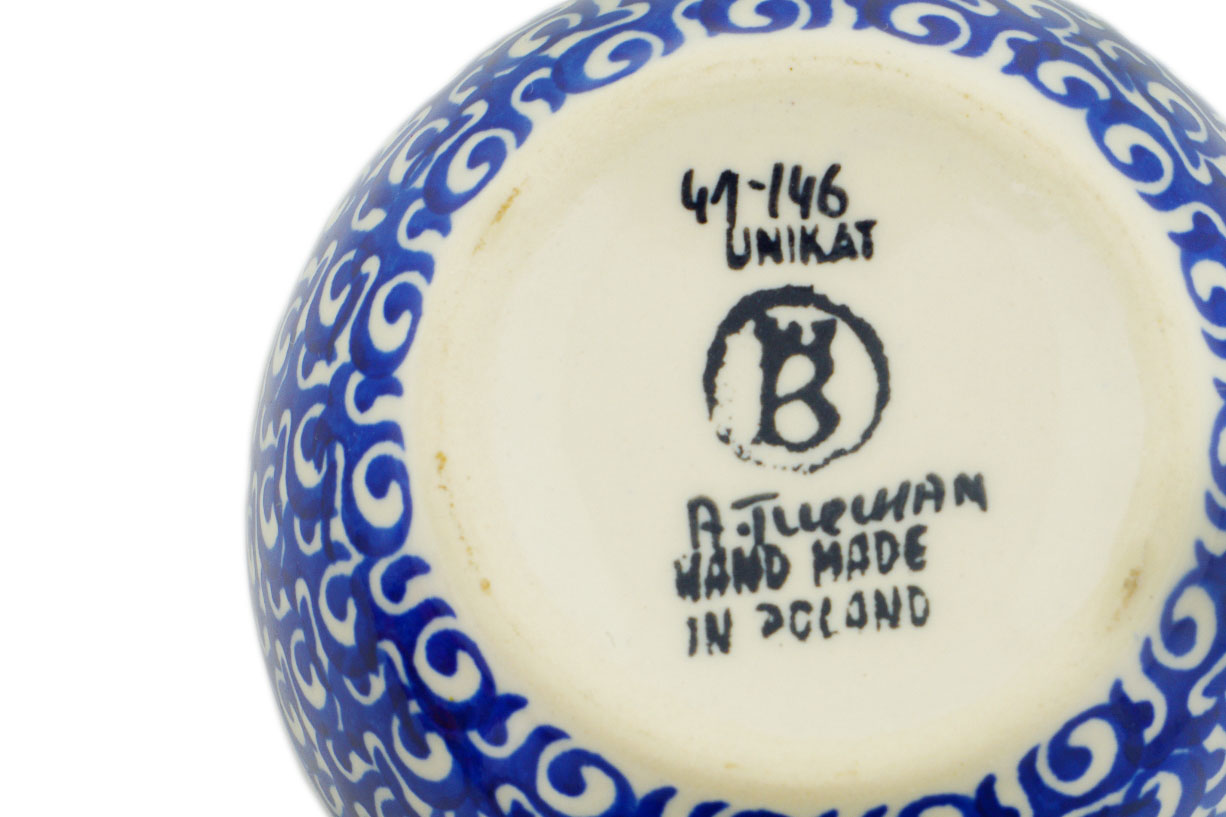 41-146
UNIKAT
B
HAND MADE
IN POLAND